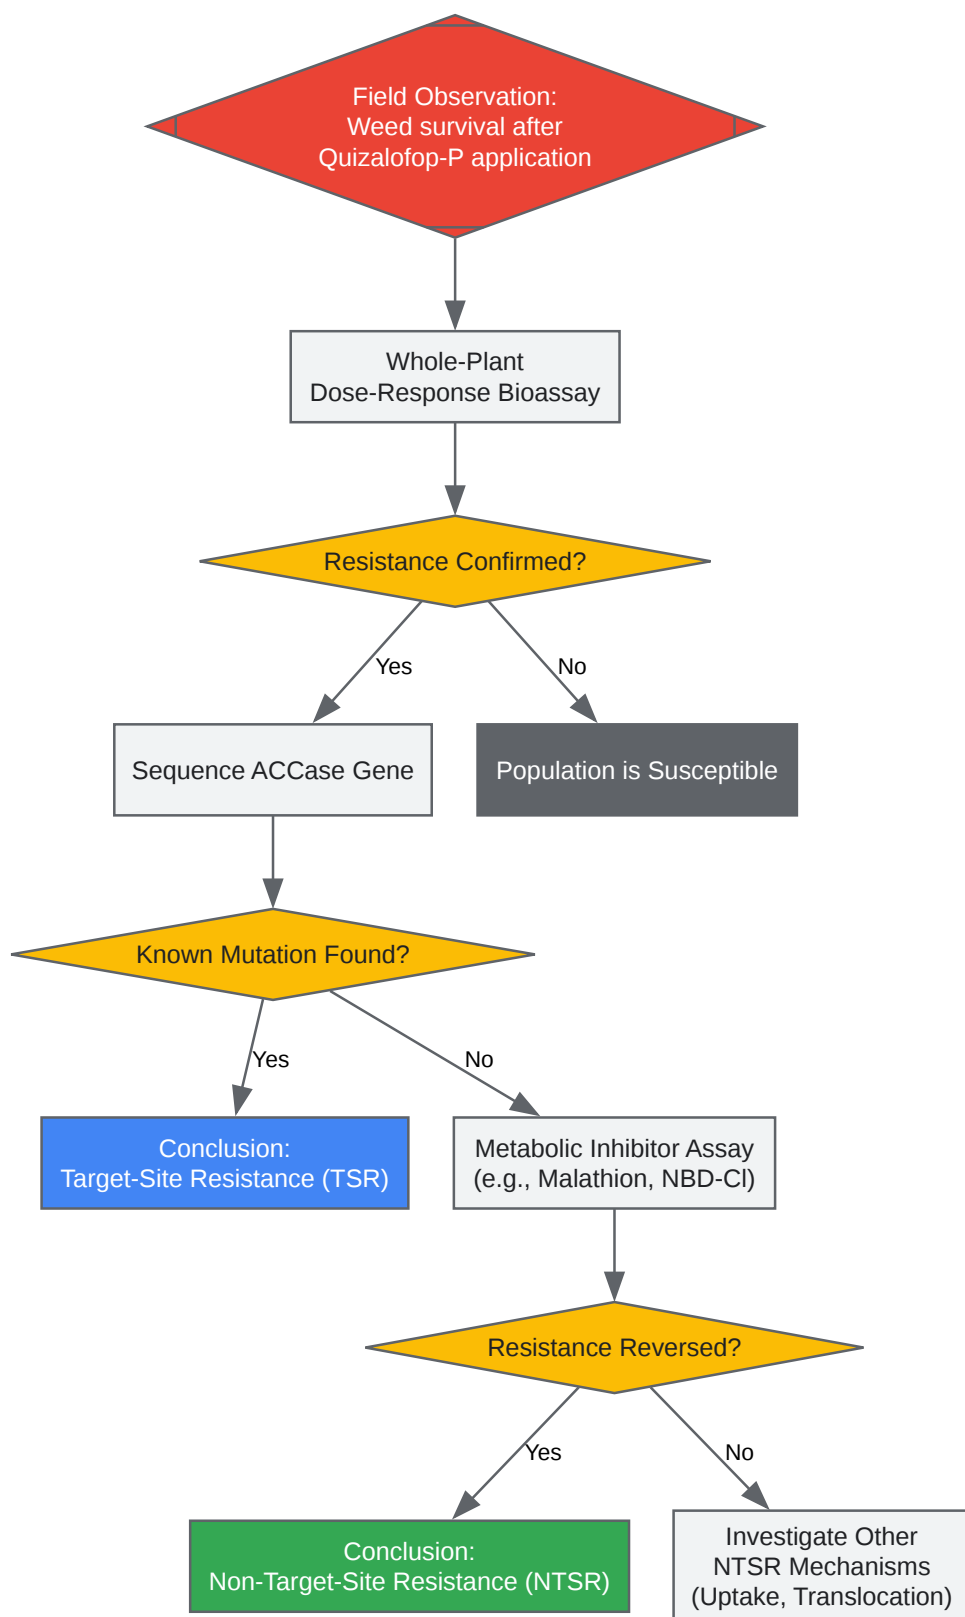 Field Observation:
Weed survival after
Quizalofop-P application
Whole-Plant
Dose-Response Bioassay
Resistance Confirmed?
Yes
No
Sequence ACCase Gene
Population is Susceptible
Known Mutation Found?
Yes
No
Conclusion:
Target-Site Resistance (TSR)
Metabolic Inhibitor Assay
(e.g., Malathion, NBD-Cl)
Resistance Reversed?
Yes
No
Conclusion:
Non-Target-Site Resistance (NTSR)
Investigate Other
NTSR Mechanisms
(Uptake, Translocation)